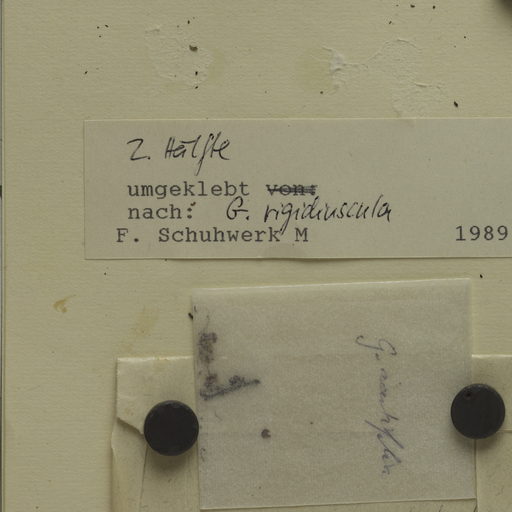 2. Hälfte
umgeklebt von:
nach: G. rigidiuscula
F. Schuhwerk M 1989
G.